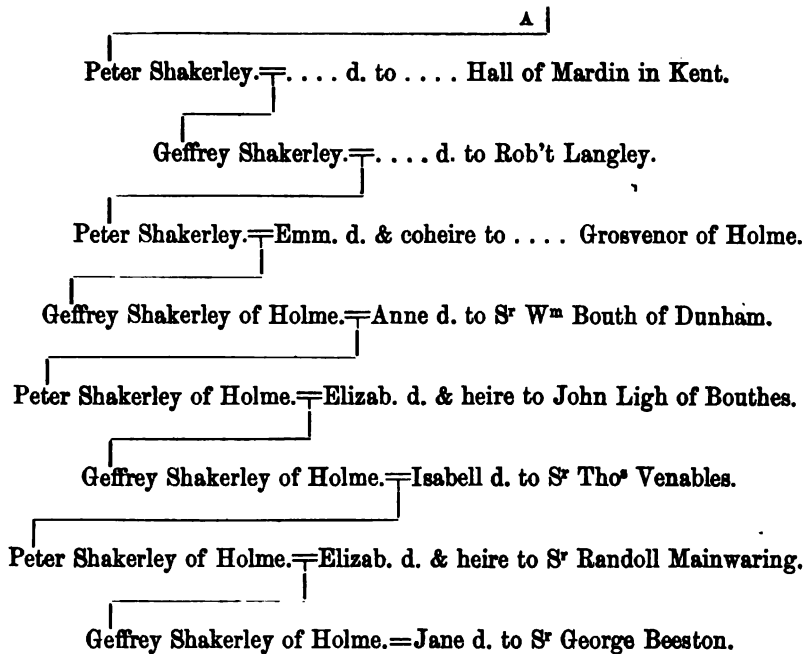 A
Peter Shakerley.=. . . . d. to . . . . Hall of Mardin in Kent.
Geffrey Shakerley.=. . . . d. to Rob't Langley.
Peter Shakerley.=Emm. d. & coheire to . . . . Grosvenor of Holme.
Geffrey Shakerley of Holme.=Anne d. to Sʳ Wᵐ Bouth of Dunham.
Peter Shakerley of Holme.=Elizab. d. & heire to John Ligh of Bouthes.
Geffrey Shakerley of Holme.=Isabell d. to Sʳ Thoˢ Venables.
Peter Shakerley of Holme.=Elizab. d. & heire to Sʳ Randoll Mainwaring.
Geffrey Shakerley of Holme.=Jane d. to Sʳ George Beeston.